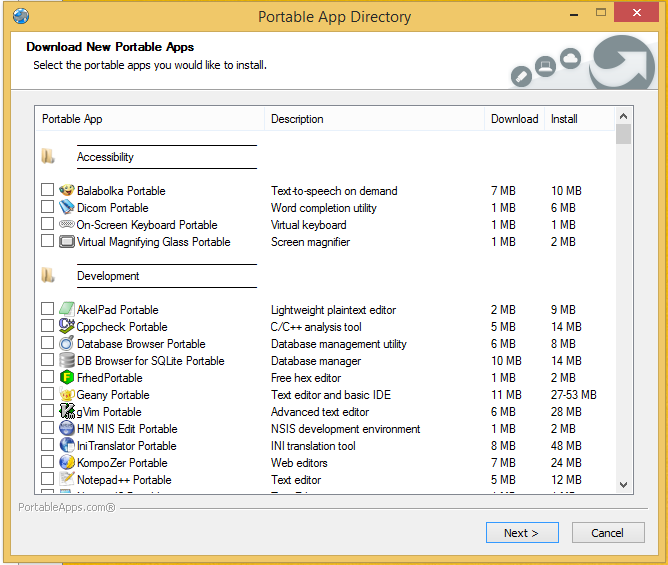 Portable App Directory
Download New Portable Apps
Select the portable apps you would like to install.
Portable App Description Download Install
Accessibility
Balabolka Portable Text-to-speech on demand 7 MB 10 MB
Dicom Portable Word completion utility 1 MB 6 MB
On-Screen Keyboard Portable Virtual keyboard 1 MB 1 MB
Virtual Magnifying Glass Portable Screen magnifier 1 MB 2 MB
Development
AkelPad Portable Lightweight plaintext editor 2 MB 9 MB
Cppcheck Portable C/C++ analysis tool 5 MB 14 MB
Database Browser Portable Database management utility 6 MB 8 MB
DB Browser for SQLite Portable Database manager 10 MB 14 MB
FrhedPortable Free hex editor 1 MB 2 MB
Geany Portable Text editor and basic IDE 11 MB 27-53 MB
gVim Portable Advanced text editor 6 MB 28 MB
HM NIS Edit Portable NSIS development environment 1 MB 2 MB
IniTranslator Portable INI translation tool 8 MB 48 MB
KompoZer Portable Web editors 7 MB 24 MB
Notepad++ Portable Text editor 5 MB 12 MB
PortableApps.com®
Next > Cancel